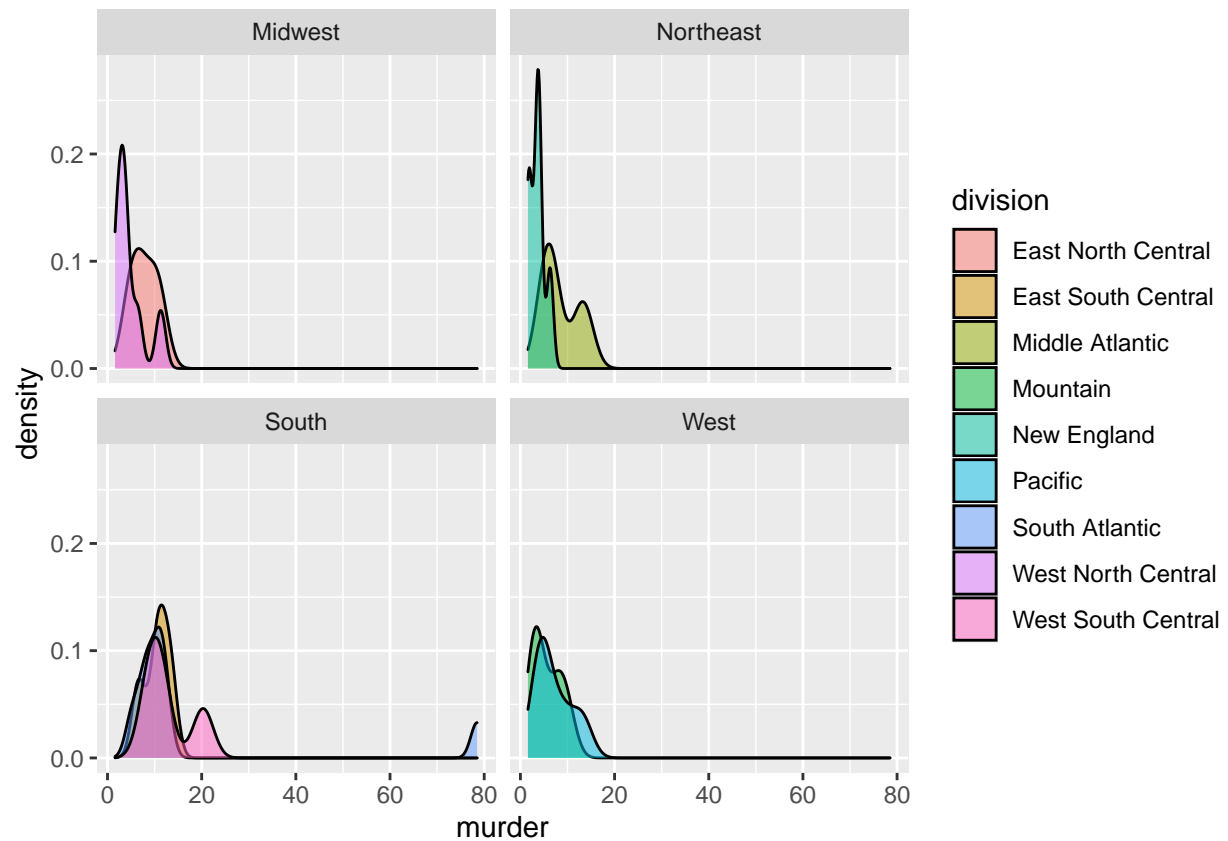 Midwest
Northeast
0.2
0.1
0.0
South
West
0.2
0.1
0.0
0 20 40 60 80
0 20 40 60 80
murder
density
division
East North Central
East South Central
Middle Atlantic
Mountain
New England
Pacific
South Atlantic
West North Central
West South Central